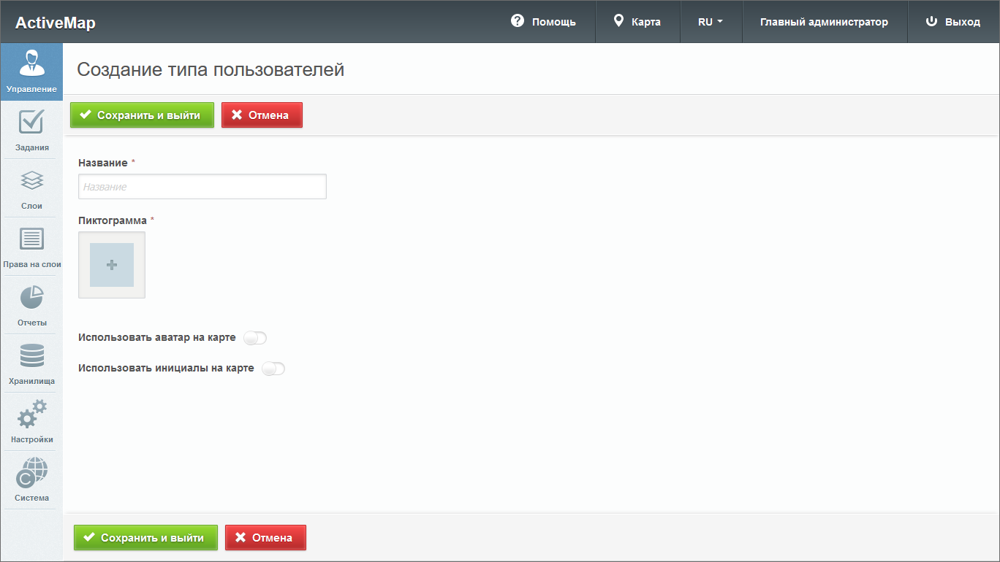 ActiveMap
Помощь
Карта
RU
Главный администратор
Выход
Управление
Задания
Слои
Права на слои
Отчеты
Хранилища
Настройки
Система
Создание типа пользователей
Сохранить и выйти
Отмена
Название *
Название
Пиктограмма *
Использовать аватар на карте
Использовать инициалы на карте
Сохранить и выйти
Отмена